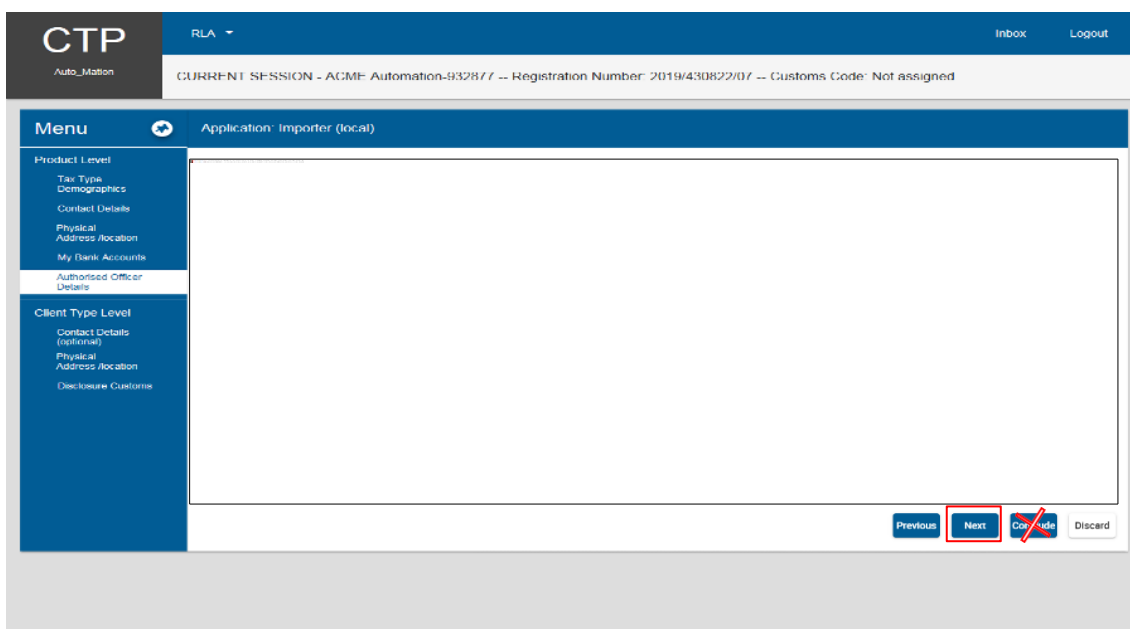 CTP
Auto_Mation
RLA
Inbox
Logout
CURRENT SESSION - ACME Automation-932877 -- Registration Number: 2019/430822/07 -- Customs Code: Not assigned
Menu
Application: Importer (local)
Product Level
Tax Type
Demographics
Contact Details
Physical
Address /location
My Bank Accounts
Authorised Officer
Details
Client Type Level
Contact Details
(optional)
Physical
Address /location
Disclosure Customs
Previous
Next
Conclude
Discard